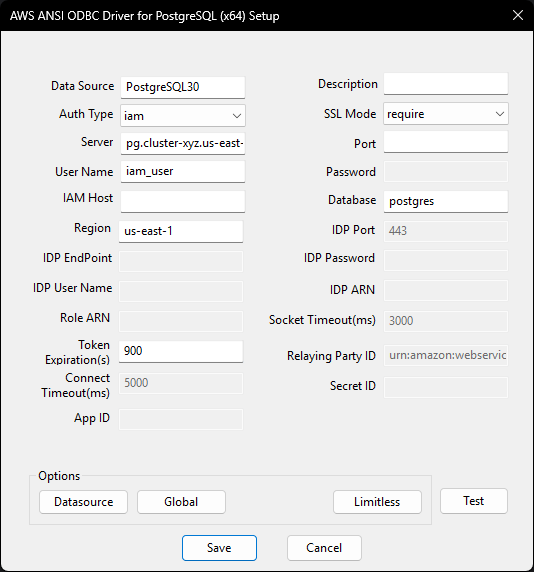 AWS ANSI ODBC Driver for PostgreSQL (x64) Setup
Data Source PostgreSQL30 Description
Auth Type iam SSL Mode require
Server pg.cluster-xyz.us-east- Port
User Name iam_user Password
IAM Host Database postgres
Region us-east-1 IDP Port 443
IDP EndPoint IDP Password
IDP User Name IDP ARN
Role ARN Socket Timeout(ms) 3000
Token
Expiration(s) 900 Relaying Party ID urn:amazon:webservic
Connect
Timeout(ms) 5000 Secret ID
App ID
Options
Datasource Global Limitless Test
Save Cancel